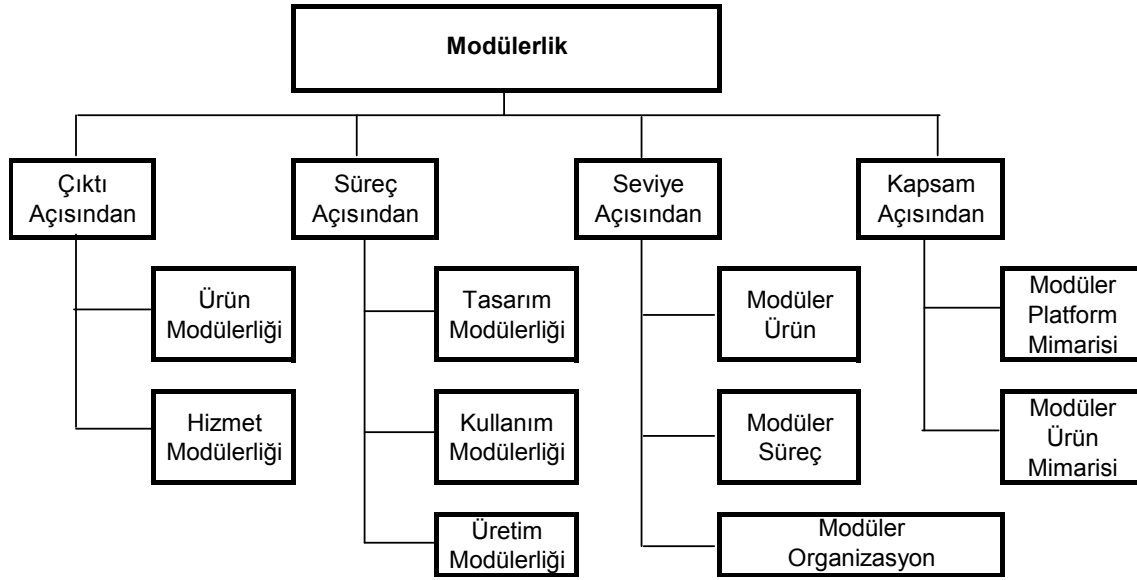 Modülerlik
Çıktı
Açısından
Süreç
Açısından
Seviye
Açısından
Kapsam
Açısından
Ürün
Modülerliği
Hizmet
Modülerliği
Tasarım
Modülerliği
Kullanım
Modülerliği
Üretim
Modülerliği
Modüler
Ürün
Modüler
Süreç
Modüler
Organizasyon
Modüler
Platform
Mimarisi
Modüler
Ürün
Mimarisi